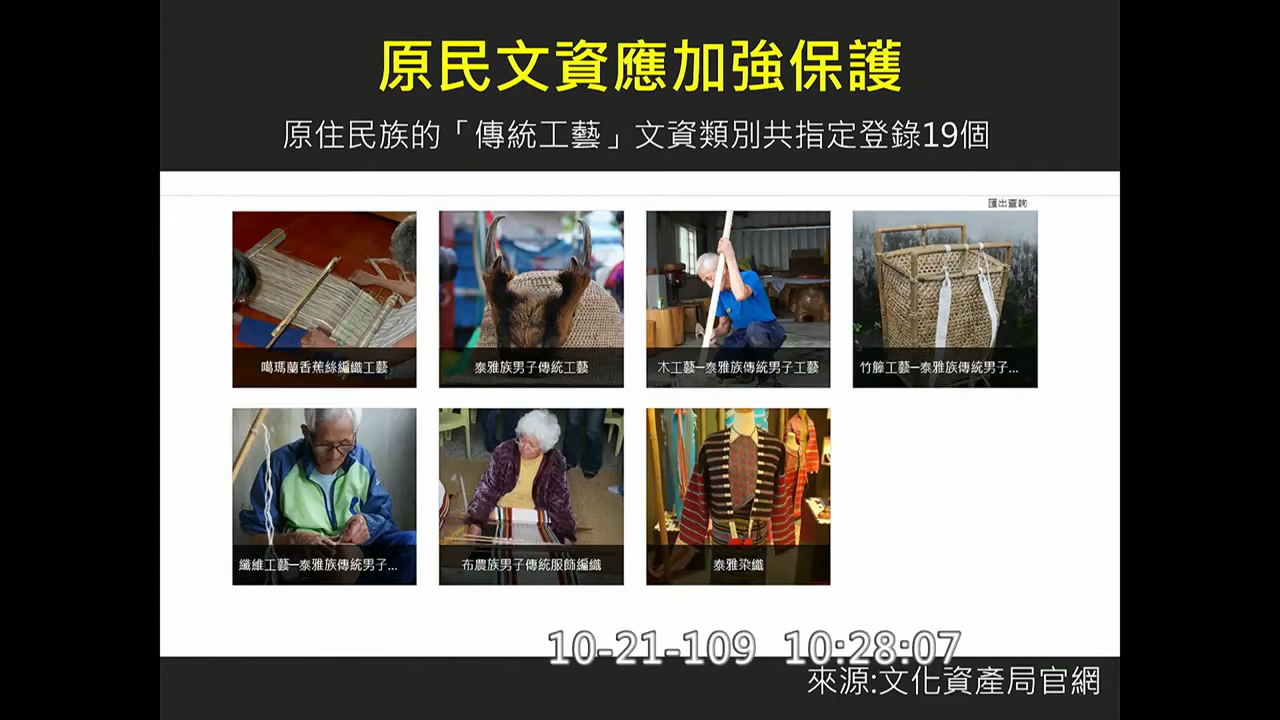 原民文資應加強保護
原住民族的「傳統工藝」文資類別共指定登錄19個
匯出查詢
噶瑪蘭香蕉絲編織工藝
泰雅族男子傳統工藝
木工藝─泰雅族傳統男子工藝
竹籐工藝─泰雅族傳統男子...
纖維工藝─泰雅族傳統男子...
布農族男子傳統服飾編織
泰雅染織
10-21-109 10:28:07
來源:文化資產局官網